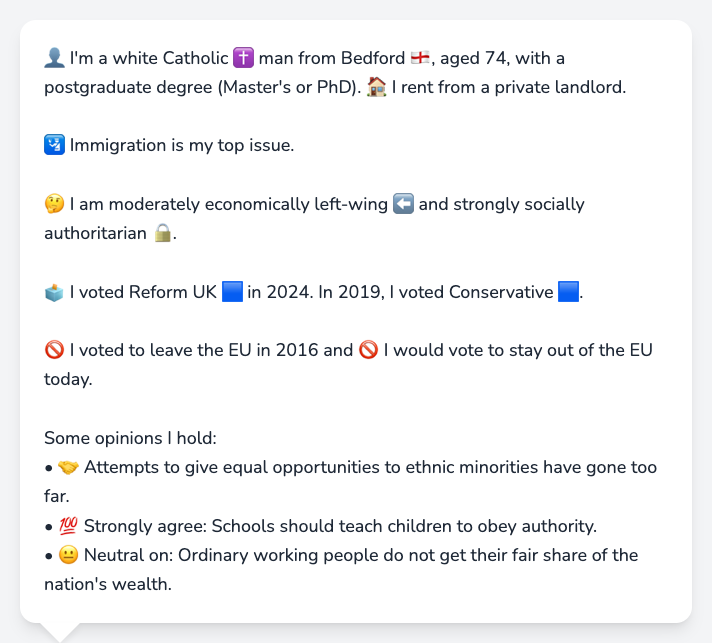 👤 I'm a white Catholic ✝️ man from Bedford 🏴󠁧󠁢󠁥󠁮󠁧󠁿, aged 74, with a
postgraduate degree (Master's or PhD). 🏠 I rent from a private landlord.
🛂 Immigration is my top issue.
🤔 I am moderately economically left-wing ⬅️ and strongly socially
authoritarian 🔒.
🗳️ I voted Reform UK 🟦 in 2024. In 2019, I voted Conservative 🟦.
🚫 I voted to leave the EU in 2016 and 🚫 I would vote to stay out of the EU
today.
Some opinions I hold:
• 🤝 Attempts to give equal opportunities to ethnic minorities have gone too
far.
• 💯 Strongly agree: Schools should teach children to obey authority.
• 😐 Neutral on: Ordinary working people do not get their fair share of the
nation's wealth.